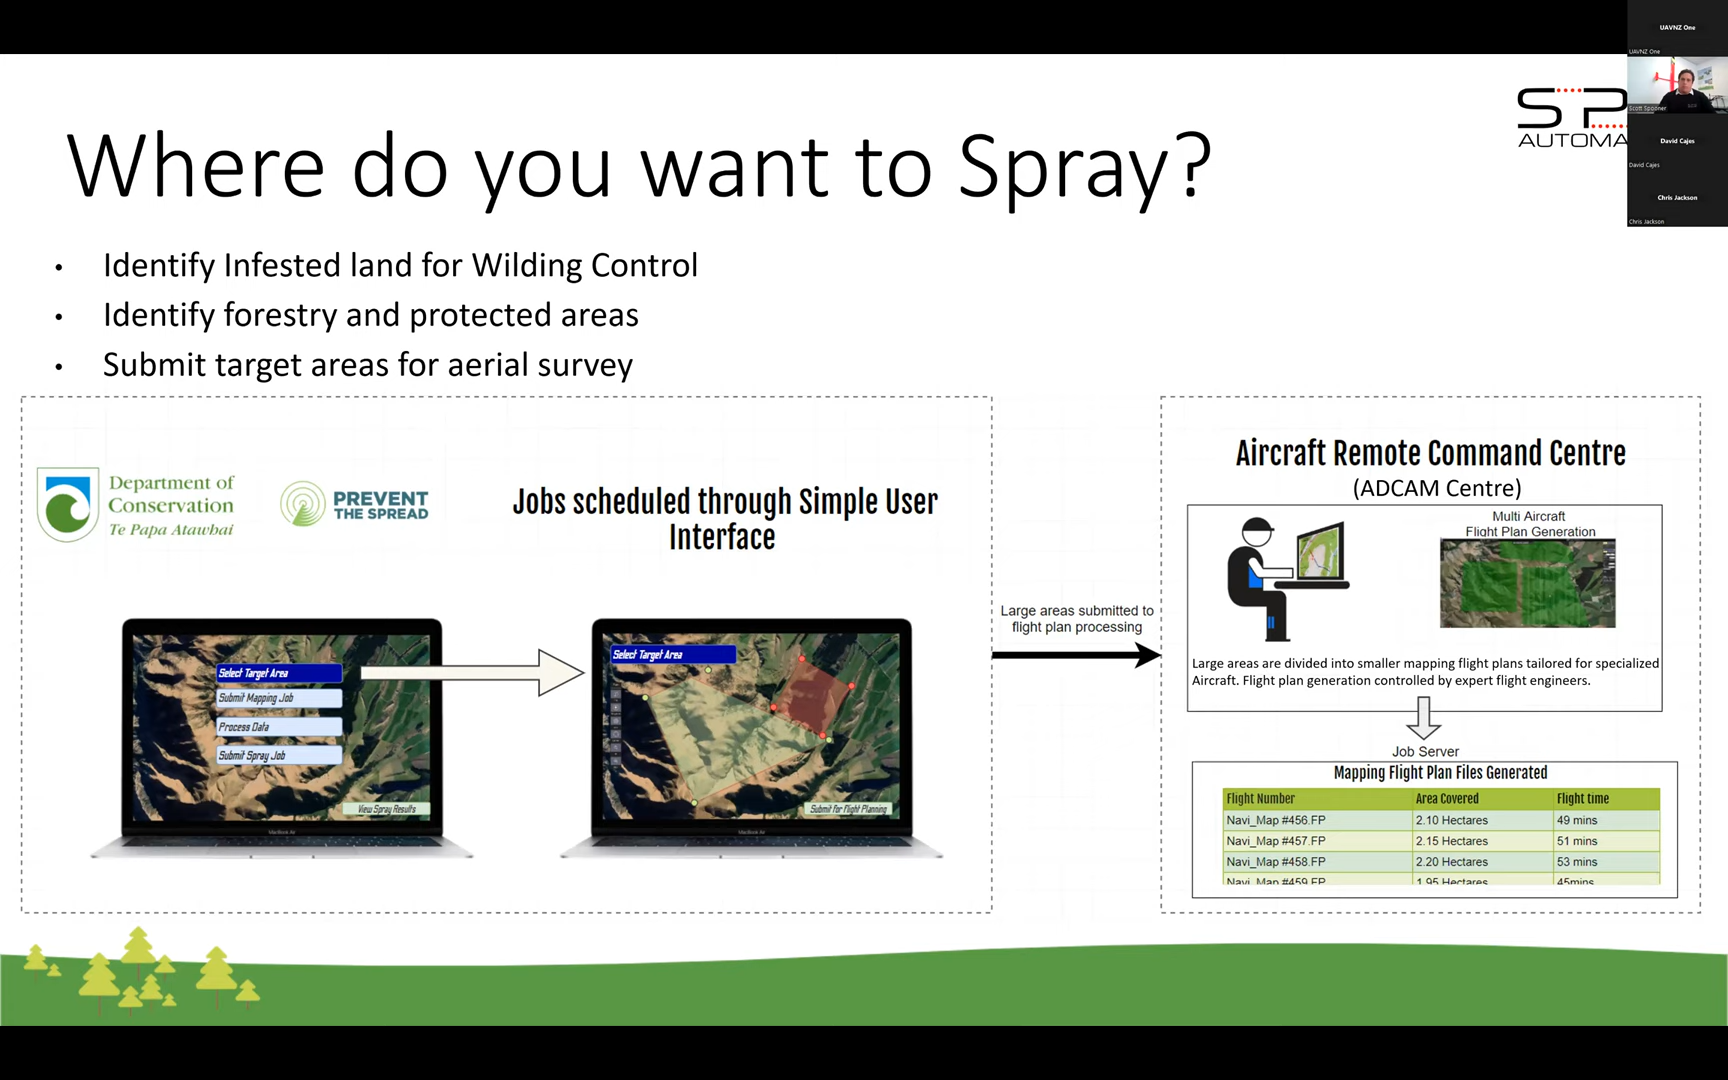 UAVNZ One
UAVNZ One
Scott Spooner
David Cajes
David Cajes
Chris Jackson
Chris Jackson
AUTOMA
Where do you want to Spray?
• Identify Infested land for Wilding Control
• Identify forestry and protected areas
• Submit target areas for aerial survey
Department of
Conservation
Te Papa Atawhai
PREVENT
THE SPREAD
Jobs scheduled through Simple User
Interface
Select Target Area
Submit Mapping Job
Process Data
Submit Spray Job
View Spray Results
MacBook Air
Select Target Area
Submit For Flight Planning
MacBook Air
Large areas submitted to
flight plan processing
Aircraft Remote Command Centre
(ADCAM Centre)
Multi Aircraft
Flight Plan Generation
Large areas are divided into smaller mapping flight plans tailored for specialized
Aircraft. Flight plan generation controlled by expert flight engineers.
Job Server
Mapping Flight Plan Files Generated
Flight Number Area Covered Flight time
Navi_Map #456.FP 2.10 Hectares 49 mins
Navi_Map #457.FP 2.15 Hectares 51 mins
Navi_Map #458.FP 2.20 Hectares 53 mins
Navi_Map #459.FP 1.95 Hectares 45mins